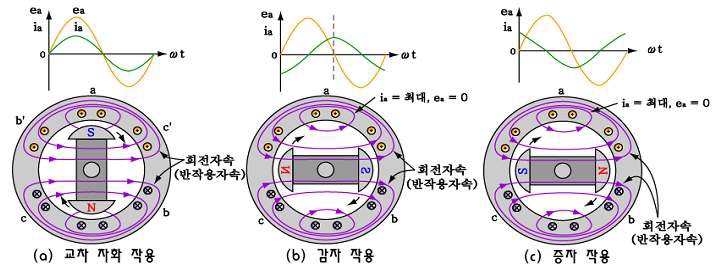 ea ea
ia ia
0 ωt
a
b' c'
S
N
c b
회전자속
(반작용자속)
(a) 교차 자화 작용
ea
ia
0 ωt
a
ia = 최대, ea = 0
N S
c b
회전자속
(반작용자속)
(b) 감자 작용
ea
ia
0 ωt
a
ia = 최대, ea = 0
S N
c b
회전자속
(반작용자속)
(c) 증자 작용